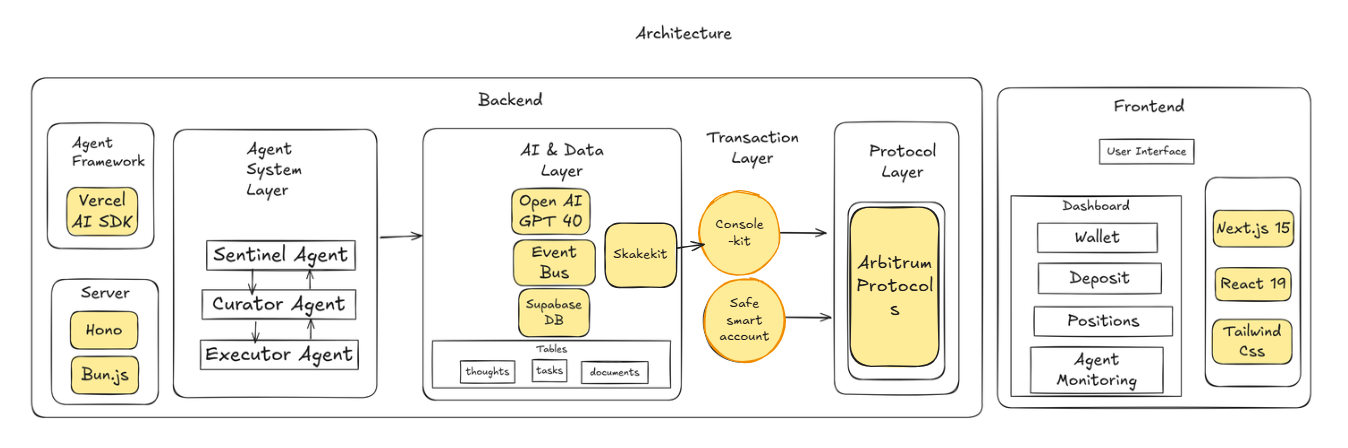 Architecture
Backend
Agent
Framework
Vercel
AI SDK
Server
Hono
Bun.js
Agent
System
Layer
Sentinel Agent
Curator Agent
Executor Agent
AI & Data
Layer
Open AI
GPT 40
Event
Bus
Supabase
DB
Skakekit
Tables
thoughts
tasks
documents
Transaction
Layer
Console
-kit
Safe
smart
account
Protocol
Layer
Arbitrum
Protocol
s
Frontend
User Interface
Dashboard
Wallet
Deposit
Positions
Agent
Monitoring
Next.js 15
React 19
Tailwind
Css